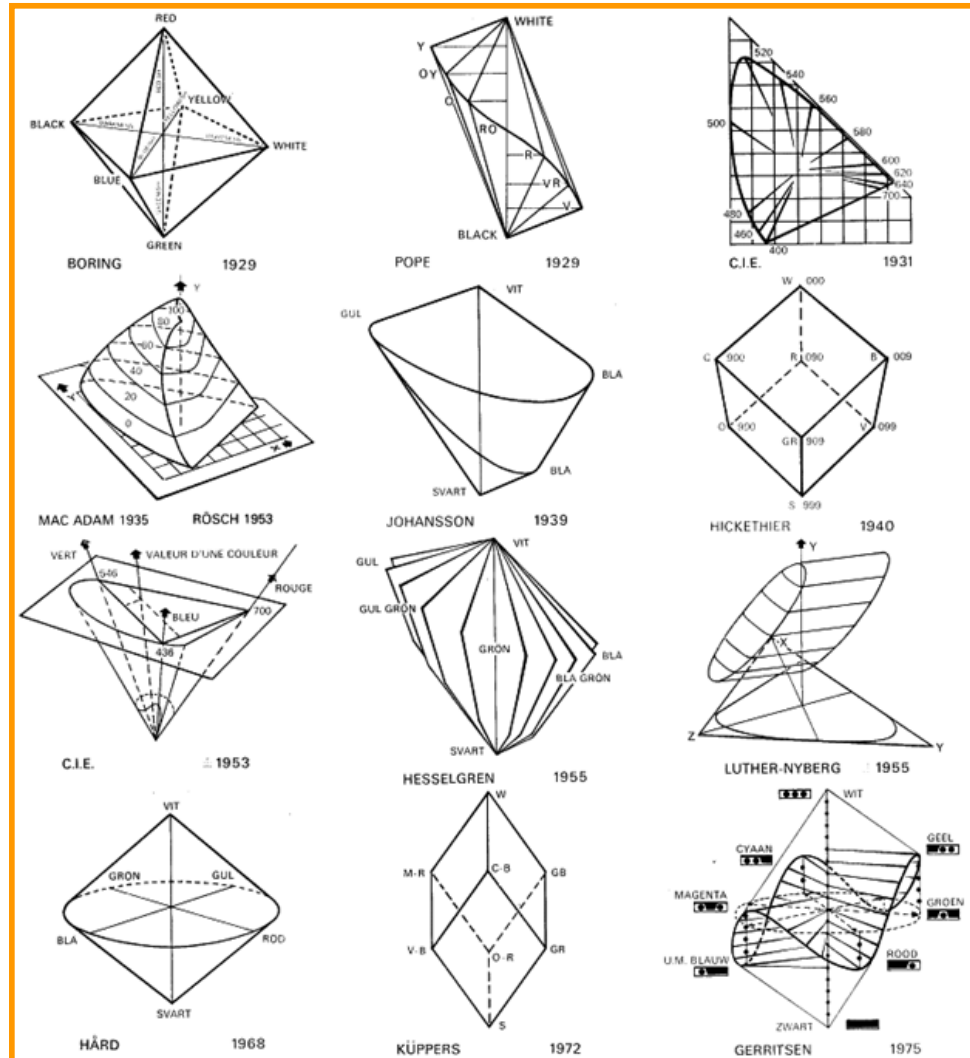 RED
BLACK
YELLOW
WHITE
BLUE
GREEN
BORING 1929
WHITE
Y
OY
O
RO
R
VR
V
BLACK
POPE 1929
520
540
560
580
600
620
640
700
500
480
460
400
C.I.E. 1931
Y
100
80
60
40
20
0
Y
X
MAC ADAM 1935 RÖSCH 1953
VIT
GUL
BLA
BLA
SVART
JOHANSSON 1939
W 000
C 900
R 090
B 009
O 990
V 099
GR 909
S 999
HICKETHIER 1940
VERT
VALEUR D'UNE COULEUR
546
ROUGE
BLEU
700
436
C.I.E. 1953
VIT
GUL
GUL GRÖN
GRÖN
BLA
BLA GRÖN
SVART
HESSELGREN 1955
Y
X
Z
Y
LUTHER-NYBERG 1955
VIT
GRON
GUL
BLA
ROD
SVART
HÅRD 1968
W
M-R
C-B
GB
V-B
O-R
GR
S
KÜPPERS 1972
WIT
GEEL
CYAAN
MAGENTA
GROEN
U.M. BLAUW
ROOD
ZWART
GERRITSEN 1975